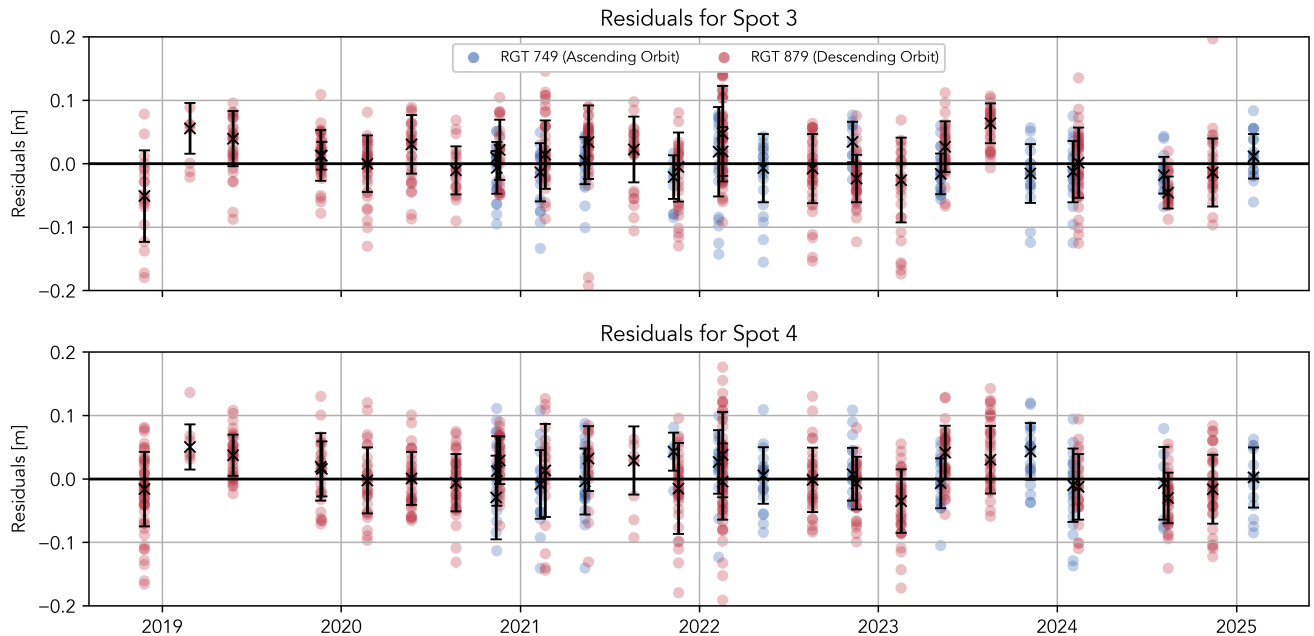 Residuals for Spot 3
0.2
RGT 749 (Ascending Orbit) RGT 879 (Descending Orbit)
0.1
0.0
−0.1
−0.2
Residuals [m]
Residuals for Spot 4
0.2
0.1
0.0
−0.1
−0.2
Residuals [m]
2019 2020 2021 2022 2023 2024 2025